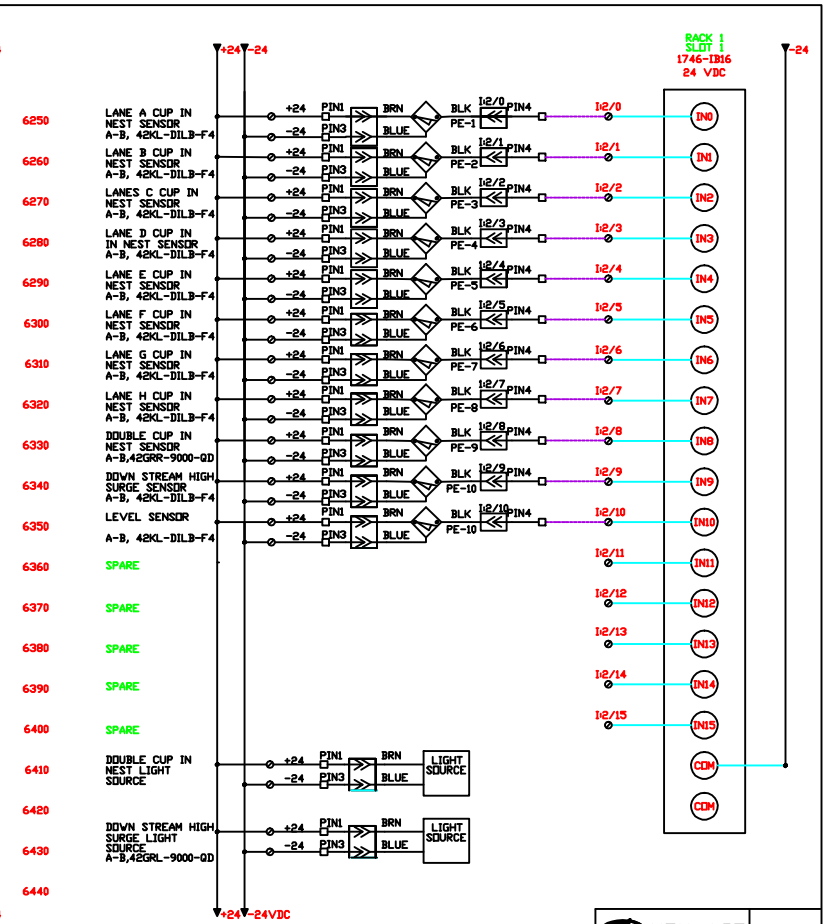 +24 -24
RACK 1
SLOT 1
1746-IB16
24 VDC
-24
6250
LANE A CUP IN
NEST SENSOR
A-B, 42KL-DILB-F4
+24 PIN1 BRN BLK I:2/0 PIN4 I:2/0 IN0
-24 PIN3 BLUE PE-1
6260
LANE B CUP IN
NEST SENSOR
A-B, 42KL-DILB-F4
+24 PIN1 BRN BLK I:2/1 PIN4 I:2/1 IN1
-24 PIN3 BLUE PE-2
6270
LANES C CUP IN
NEST SENSOR
A-B, 42KL-DILB-F4
+24 PIN1 BRN BLK I:2/2 PIN4 I:2/2 IN2
-24 PIN3 BLUE PE-3
6280
LANE D CUP IN
IN NEST SENSOR
A-B, 42KL-DILB-F4
+24 PIN1 BRN BLK I:2/3 PIN4 I:2/3 IN3
-24 PIN3 BLUE PE-4
6290
LANE E CUP IN
NEST SENSOR
A-B, 42KL-DILB-F4
+24 PIN1 BRN BLK I:2/4 PIN4 I:2/4 IN4
-24 PIN3 BLUE PE-5
6300
LANE F CUP IN
NEST SENSOR
A-B, 42KL-DILB-F4
+24 PIN1 BRN BLK I:2/5 PIN4 I:2/5 IN5
-24 PIN3 BLUE PE-6
6310
LANE G CUP IN
NEST SENSOR
A-B, 42KL-DILB-F4
+24 PIN1 BRN BLK I:2/6 PIN4 I:2/6 IN6
-24 PIN3 BLUE PE-7
6320
LANE H CUP IN
NEST SENSOR
A-B, 42KL-DILB-F4
+24 PIN1 BRN BLK I:2/7 PIN4 I:2/7 IN7
-24 PIN3 BLUE PE-8
6330
DOUBLE CUP IN
NEST SENSOR
A-B,42GRR-9000-QD
+24 PIN1 BRN BLK I:2/8 PIN4 I:2/8 IN8
-24 PIN3 BLUE PE-9
6340
DOWN STREAM HIGH
SURGE SENSOR
A-B, 42KL-DILB-F4
+24 PIN1 BRN BLK I:2/9 PIN4 I:2/9 IN9
-24 PIN3 BLUE PE-10
6350
LEVEL SENSOR
A-B, 42KL-DILB-F4
+24 PIN1 BRN BLK I:2/10 PIN4 I:2/10 IN10
-24 PIN3 BLUE PE-10
6360 SPARE I:2/11 IN11
6370 SPARE I:2/12 IN12
6380 SPARE I:2/13 IN13
6390 SPARE I:2/14 IN14
6400 SPARE I:2/15 IN15
6410
DOUBLE CUP IN
NEST LIGHT
SOURCE
+24 PIN1 BRN LIGHT SOURCE COM
-24 PIN3 BLUE
6420 COM
DOWN STREAM HIGH
SURGE LIGHT
SOURCE
A-B,42GRL-9000-QD
+24 PIN1 BRN LIGHT SOURCE
6430 -24 PIN3 BLUE
6440
+24 -24VDC